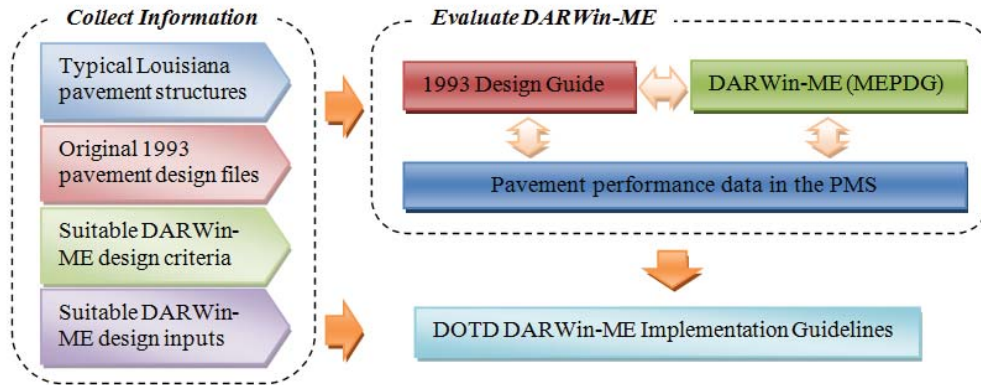 Collect Information
Typical Louisiana
pavement structures
Original 1993
pavement design files
Suitable DARWin-
ME design criteria
Suitable DARWin-
ME design inputs
Evaluate DARWin-ME
1993 Design Guide
DARWin-ME (MEPDG)
Pavement performance data in the PMS
DOTD DARWin-ME Implementation Guidelines